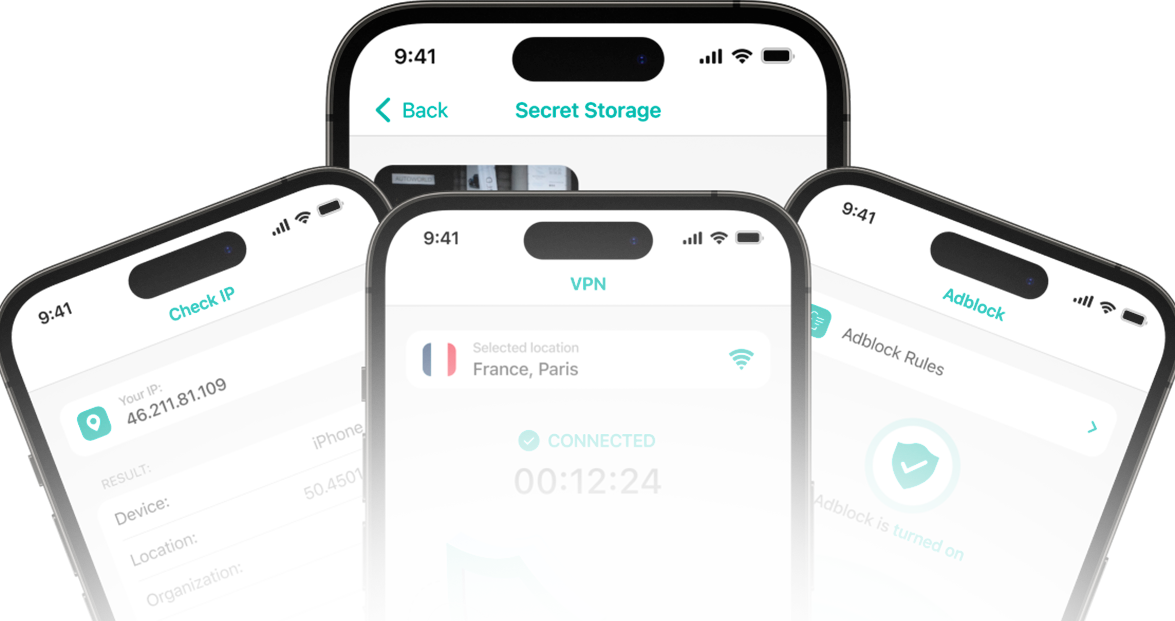 9:41
Back
Secret Storage
9:41
Check IP
Your IP:
46.211.81.109
RESULT:
Device:
iPhone
Location:
50.4501
Organization:
9:41
VPN
Selected location
France, Paris
CONNECTED
00:12:24
9:41
Adblock
Adblock Rules
Adblock is turned on